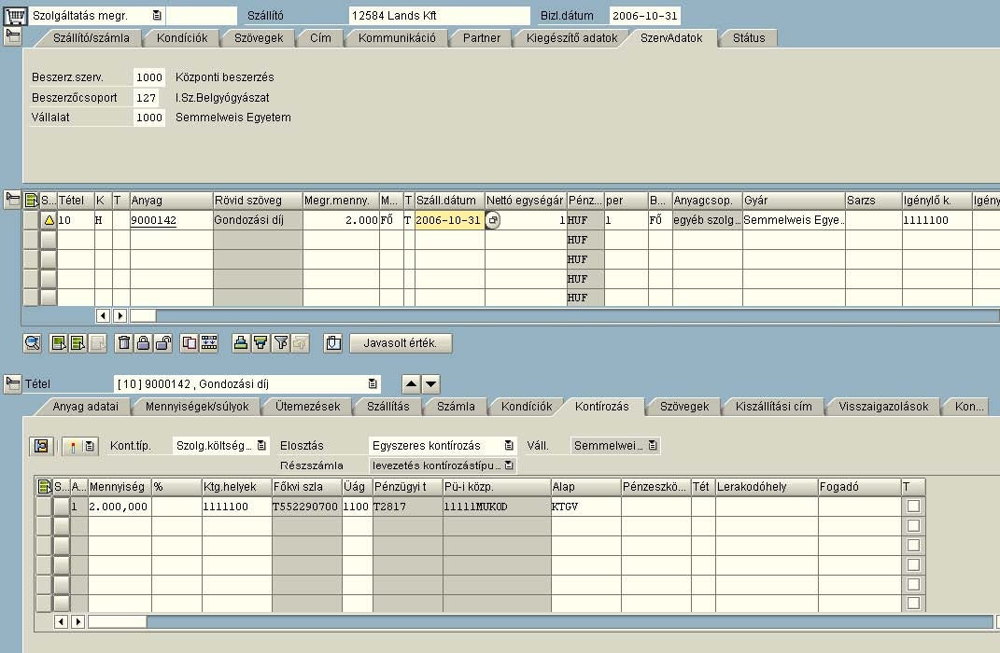 Szolgáltatás megr. Szállító 12584 Lands Kft Bizl.dátum 2006-10-31
Szállító/számla Kondíciók Szövegek Cím Kommunikáció Partner Kiegészítő adatok SzervAdatok Státus
Beszerz.szerv. 1000 Központi beszerzés
Beszerzőcsoport 127 I.Sz.Belgyógyászat
Vállalat 1000 Semmelweis Egyetem
S... Tétel K T Anyag Rövid szöveg Megr.menny. M... T Száll.dátum Nettó egységár Pénz... per B... Anyagcsop. Gyár Sarzs Igénylő k. Igény
10 H 9000142 Gondozási díj 2.000 FŐ T 2006-10-31 1 HUF 1 FŐ egyéb szolg... Semmelweis Egye.. 1111100
HUF
HUF
HUF
HUF
Javasolt érték.
Tétel [ 10 ] 9000142 , Gondozási díj
Anyag adatai Mennyiségek/súlyok Ütemezések Szállítás Számla Kondíciók Kontírozás Szövegek Kiszállítási cím Visszaigazolások Kon...
Kont.típ. Szolg.költség... Elosztás Egyszeres kontírozás Váll. Semmelwei...
Részszámla levezetés kontírozástípu...
S... A... Mennyiség % Ktg.helyek Főkvi szla Üág Pénzügyi t Pü-i közp. Alap Pénzeszkö... Tét Lerakodóhely Fogadó T
1 2.000,000 1111100 T552290700 1100 T2817 11111MUKOD KTGV